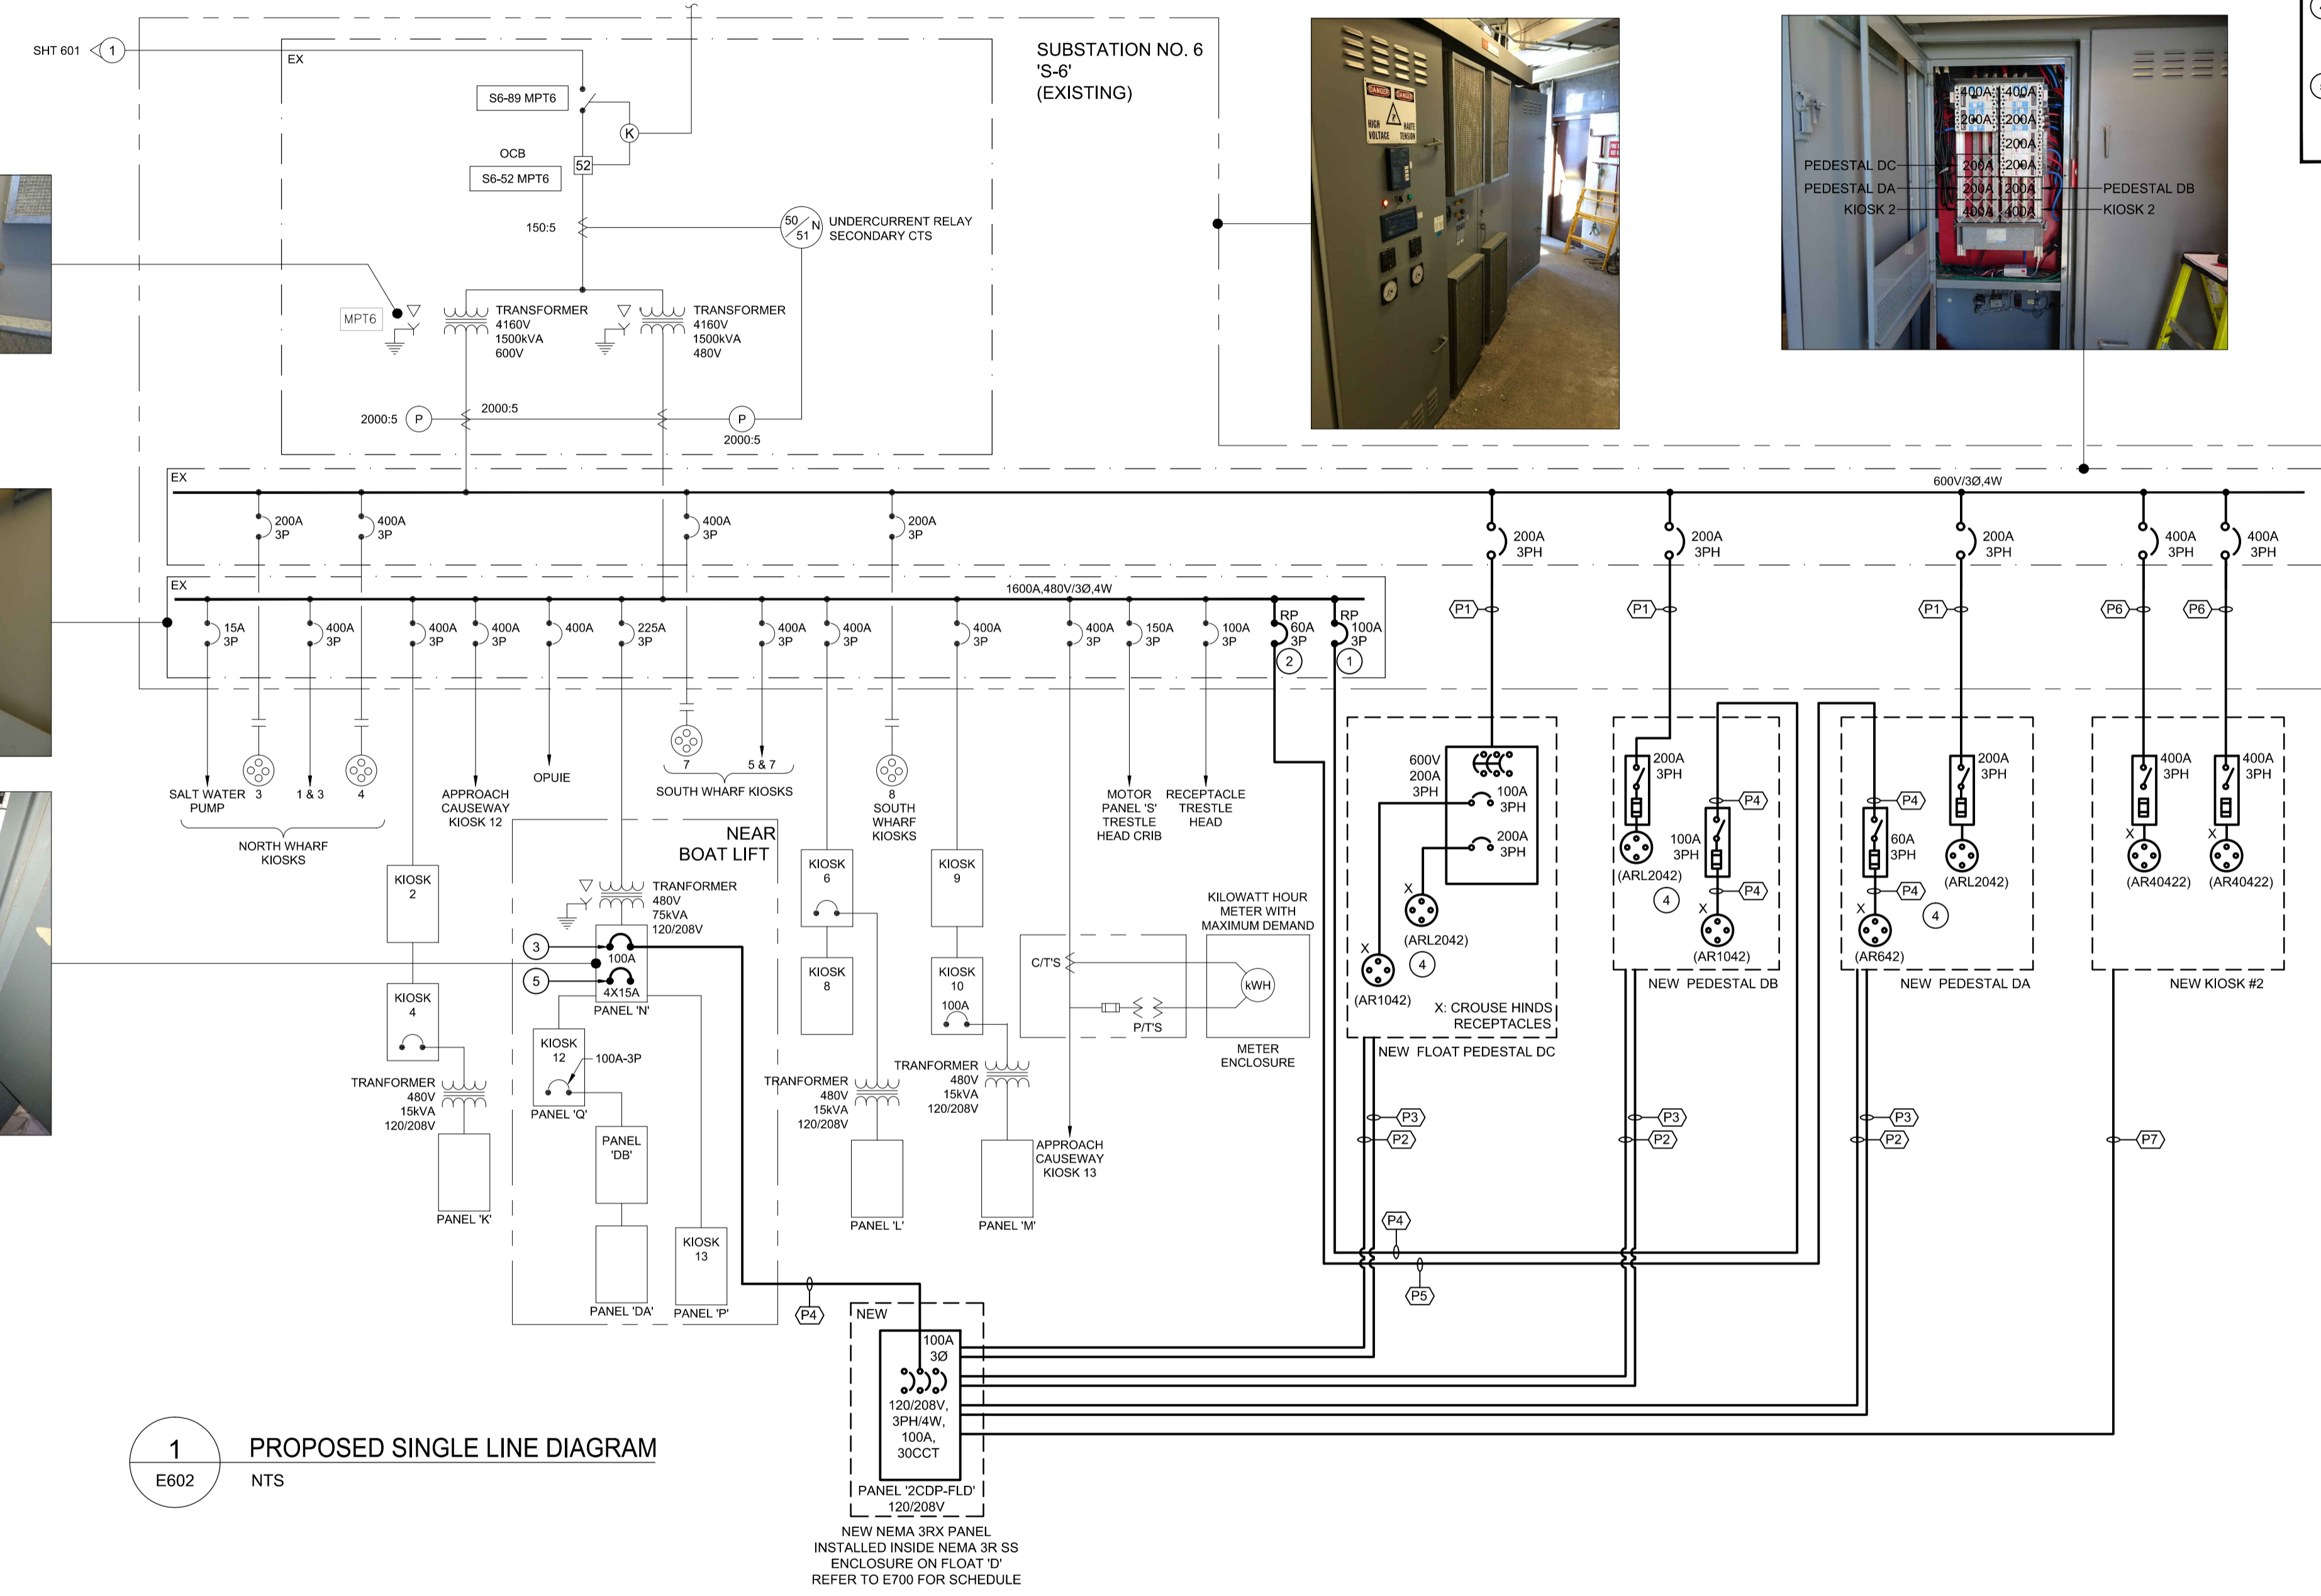 SHT 601
1
EX
S6-89 MPT6
K
OCB
52
S6-52 MPT6
150:5
50/51
N
UNDERCURRENT RELAY
SECONDARY CTS
SUBSTATION NO. 6
'S-6'
(EXISTING)
DANGER
DANGER
HIGH
VOLTAGE
HAUTE
TENSION
400A
400A
200A
200A
200A
PEDESTAL DC
200A
200A
PEDESTAL DA
200A
200A
PEDESTAL DB
KIOSK 2
400A
400A
KIOSK 2
MPT6
TRANSFORMER
4160V
1500kVA
600V
TRANSFORMER
4160V
1500kVA
480V
2000:5
P
2000:5
P
2000:5
EX
600V/3Ø,4W
200A
3P
400A
3P
400A
3P
200A
3P
200A
3PH
200A
3PH
200A
3PH
400A
3PH
400A
3PH
EX
1600A,480V/3Ø,4W
15A
3P
400A
3P
400A
3P
400A
3P
400A
225A
3P
400A
3P
400A
3P
400A
3P
400A
3P
150A
3P
100A
3P
RP
60A
3P
2
RP
100A
3P
1
P1
P1
P1
P6
P6
SALT WATER
PUMP
3
1 & 3
4
NORTH WHARF
KIOSKS
APPROACH
CAUSEWAY
KIOSK 12
OPUIE
7
5 & 7
SOUTH WHARF KIOSKS
8
SOUTH
WHARF
KIOSKS
MOTOR
PANEL 'S'
TRESTLE
HEAD CRIB
RECEPTACLE
TRESTLE
HEAD
600V
200A
3PH
100A
3PH
200A
3PH
X
(ARL2042)
4
X
(AR1042)
X: CROUSE HINDS
RECEPTACLES
NEW FLOAT PEDESTAL DC
200A
3PH
(ARL2042)
4
P4
100A
3PH
P4
X
(AR1042)
NEW PEDESTAL DB
P4
60A
3PH
P4
X
(AR642)
4
200A
3PH
(ARL2042)
NEW PEDESTAL DA
400A
3PH
X
(AR40422)
400A
3PH
X
(AR40422)
NEW KIOSK #2
NEAR
BOAT LIFT
TRANFORMER
480V
75kVA
120/208V
3
100A
5
4X15A
PANEL 'N'
KIOSK
12
100A-3P
PANEL 'Q'
PANEL
'DB'
PANEL 'DA'
KIOSK
13
PANEL 'P'
KIOSK
2
KIOSK
4
TRANFORMER
480V
15kVA
120/208V
PANEL 'K'
KIOSK
6
KIOSK
8
TRANFORMER
480V
15kVA
120/208V
PANEL 'L'
KIOSK
9
KIOSK
10
100A
TRANFORMER
480V
15kVA
120/208V
PANEL 'M'
KILOWATT HOUR
METER WITH
MAXIMUM DEMAND
C/T'S
kWH
P/T'S
METER
ENCLOSURE
APPROACH
CAUSEWAY
KIOSK 13
P3
P2
P3
P2
P3
P2
P7
P4
P5
P4
NEW
100A
3Ø
120/208V,
3PH/4W,
100A,
30CCT
PANEL '2CDP-FLD'
120/208V
NEW NEMA 3RX PANEL
INSTALLED INSIDE NEMA 3R SS
ENCLOSURE ON FLOAT 'D'
REFER TO E700 FOR SCHEDULE
1
E602
PROPOSED SINGLE LINE DIAGRAM
NTS